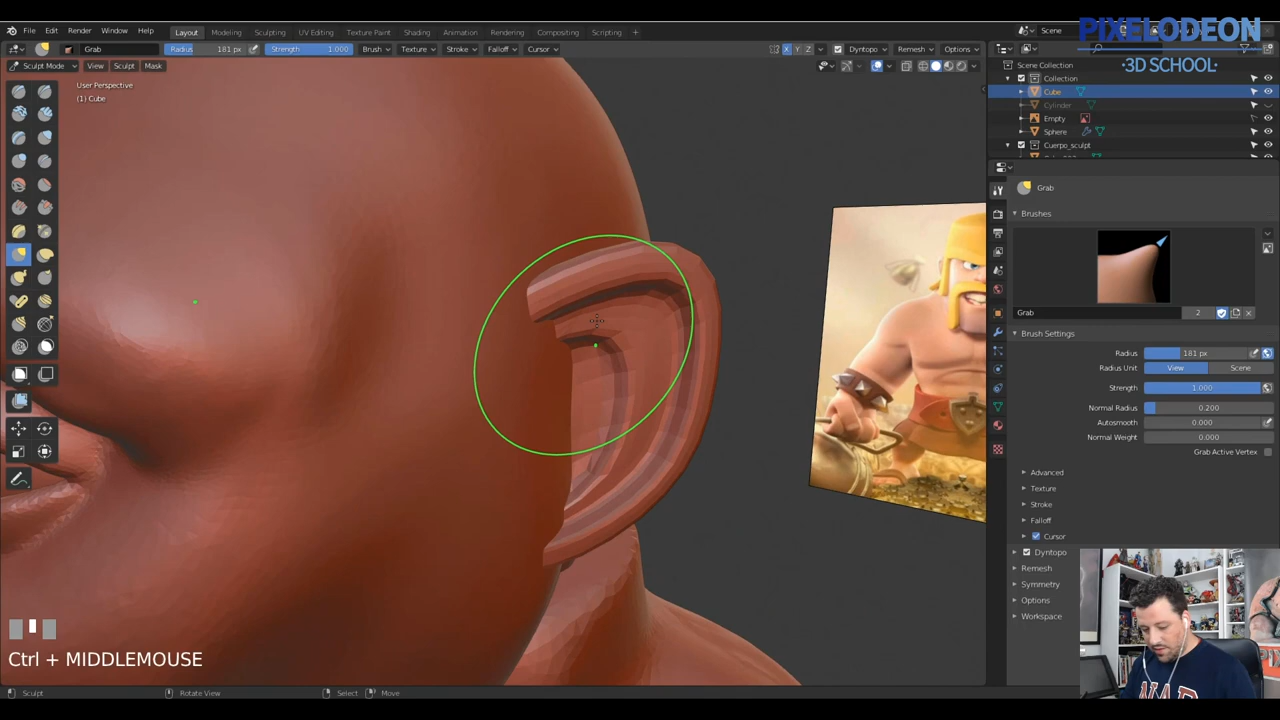 File Edit Render Window Help Layout Modeling Sculpting UV Editing Texture Paint Shading Animation Rendering Compositing Scripting + Scene
PIXELODEON
·3D SCHOOL·
Grab Radius 181 px Strength 1.000 Brush Texture Stroke Falloff Cursor X Y Z Dyntopo Remesh Options
Sculpt Mode View Sculpt Mask
Scene Collection
Collection
Cube
Cylinder
Empty
Sphere
Cuerpo_sculpt
User Perspective
(1) Cube
Grab
Brushes
Grab 2
Brush Settings
Radius 181 px
Radius Unit View Scene
Strength 1.000
Normal Radius 0.200
Autosmooth 0.000
Normal Weight 0.000
Grab Active Vertex
Advanced
Texture
Stroke
Falloff
Cursor
Dyntopo
Remesh
Symmetry
Options
Workspace
Ctrl + MIDDLEMOUSE
Sculpt Rotate View Select Move